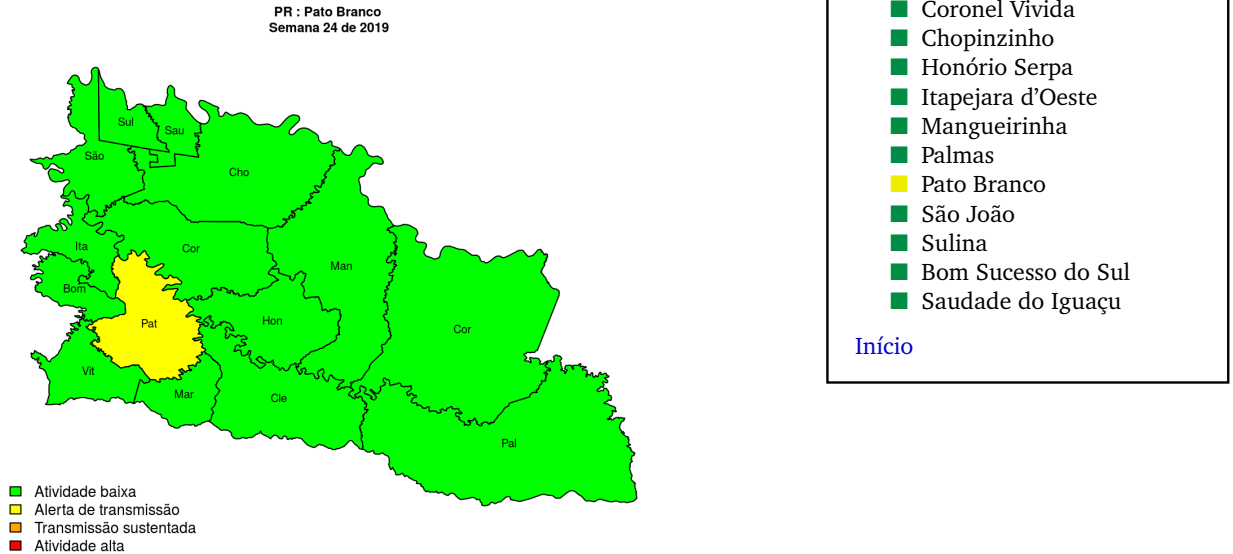 PR : Pato Branco
Semana 24 de 2019
Sul
Sau
São
Cho
Ita
Cor
Man
Bom
Pat
Hon
Cor
Vit
Mar
Cle
Pal
Atividade baixa
Alerta de transmissão
Transmissão sustentada
Atividade alta
Coronel Vivida
Chopinzinho
Honório Serpa
Itapejara d'Oeste
Mangueirinha
Palmas
Pato Branco
São João
Sulina
Bom Sucesso do Sul
Saudade do Iguaçu
Início